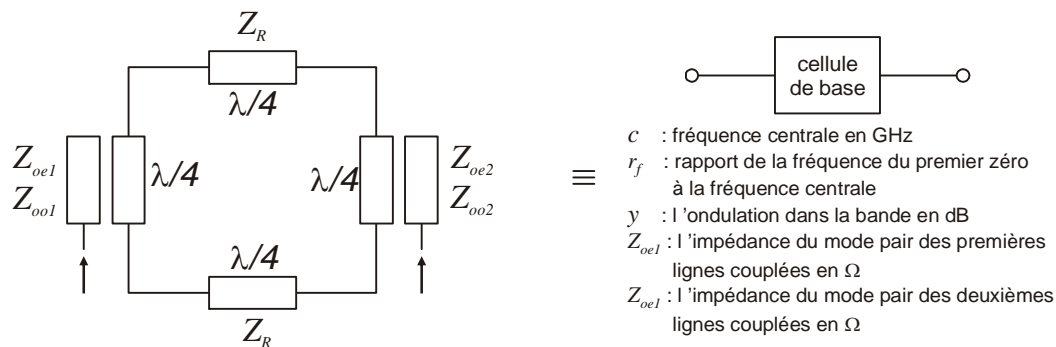 Z_R
λ/4
Z_oe1
Z_oo1
λ/4
λ/4
Z_oe2
Z_oo2
λ/4
Z_R
≡
cellule
de base
c : fréquence centrale en GHz
r_f : rapport de la fréquence du premier zéro
à la fréquence centrale
y : l ’ondulation dans la bande en dB
Z_oe1 : l ’impédance du mode pair des premières
lignes couplées en Ω
Z_oe1 : l ’impédance du mode pair des deuxièmes
lignes couplées en Ω